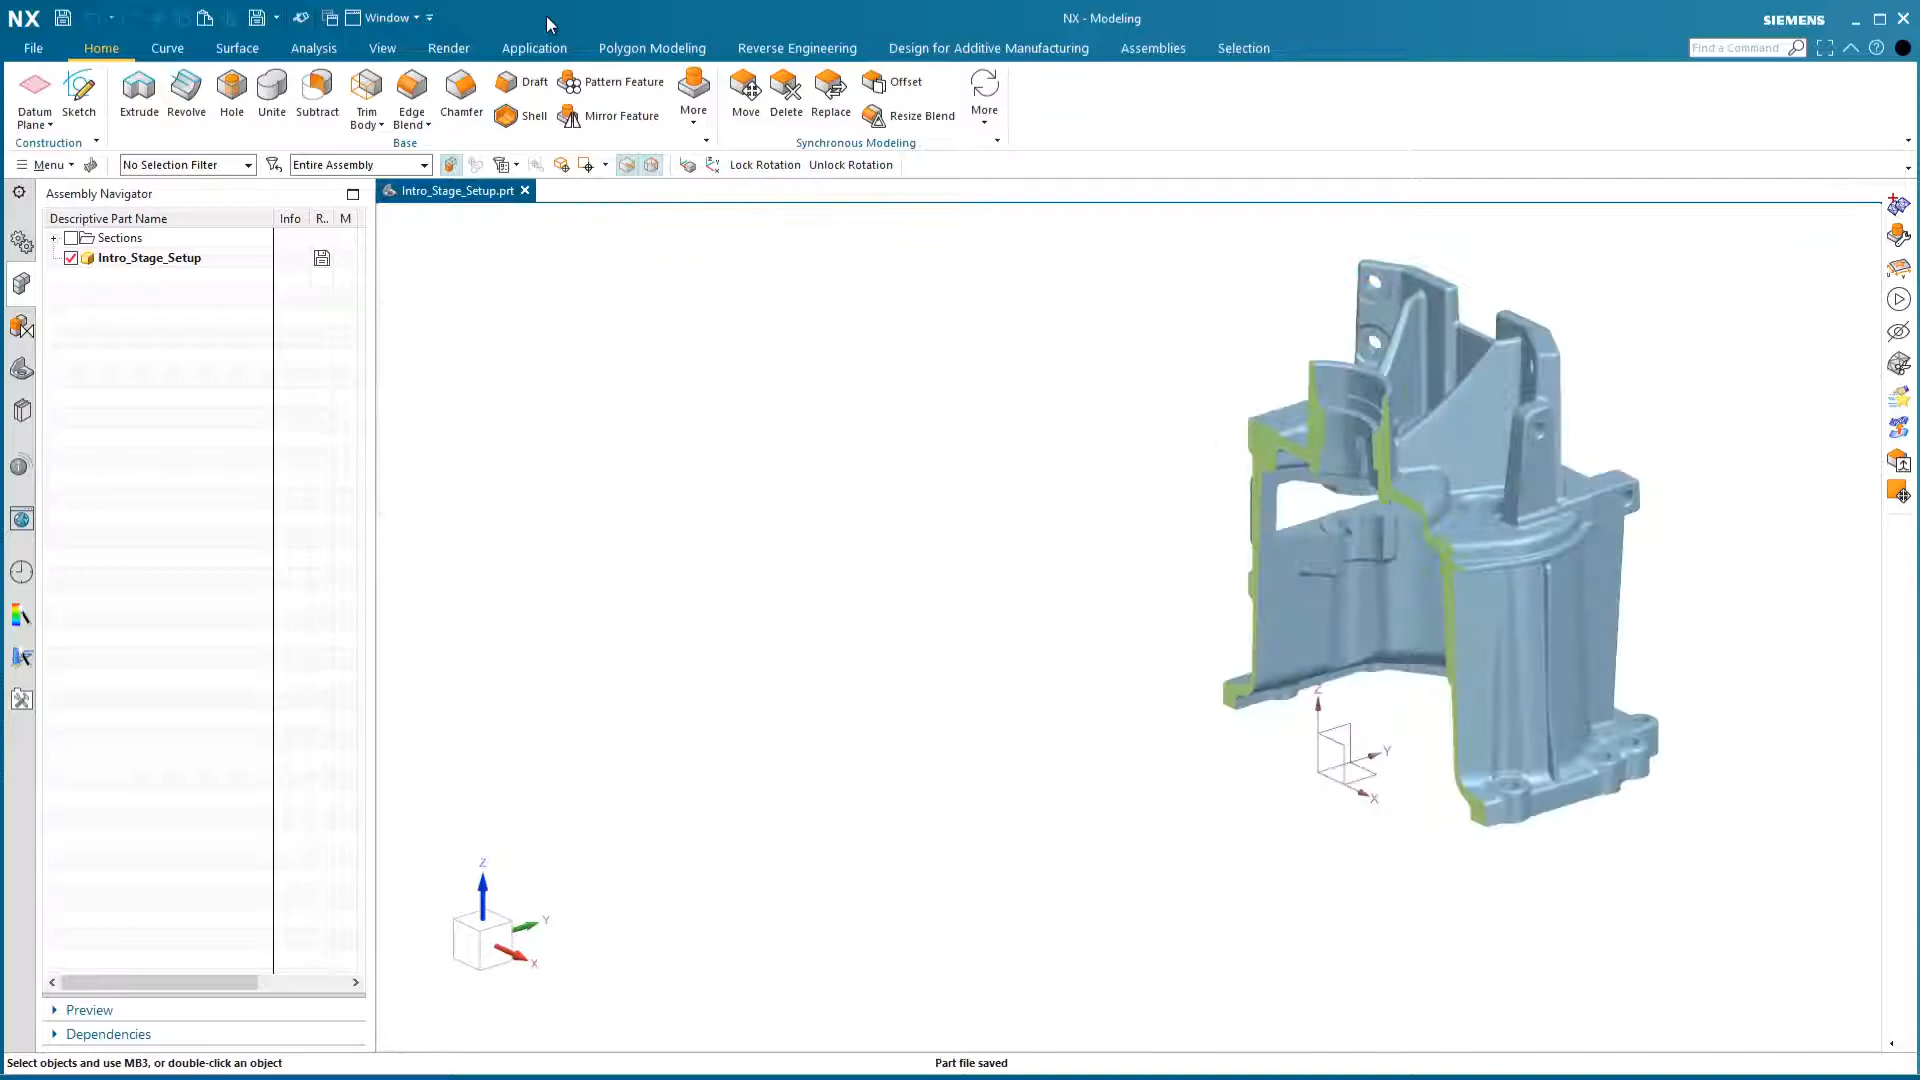 NX
Window
NX - Modeling
SIEMENS
File
Home
Curve
Surface
Analysis
View
Render
Application
Polygon Modeling
Reverse Engineering
Design for Additive Manufacturing
Assemblies
Selection
Find a Command
Datum Plane
Sketch
Extrude
Revolve
Hole
Unite
Subtract
Trim Body
Edge Blend
Chamfer
Draft
Shell
Pattern Feature
Mirror Feature
More
Move
Delete
Replace
Offset
Resize Blend
More
Construction
Base
Synchronous Modeling
Menu
No Selection Filter
Entire Assembly
Lock Rotation
Unlock Rotation
Assembly Navigator
Intro_Stage_Setup.prt
Descriptive Part Name
Info
R..
M
Sections
Intro_Stage_Setup
Z
Y
X
Z
Y
X
Preview
Dependencies
Select objects and use MB3, or double-click an object
Part file saved